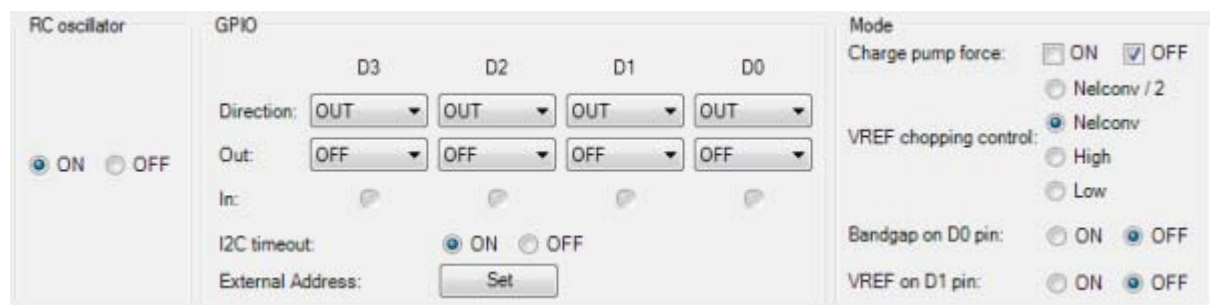 RC oscillator
ON OFF
GPIO
D3 D2 D1 D0
Direction: OUT OUT OUT OUT
Out: OFF OFF OFF OFF
In:
I2C timeout: ON OFF
External Address: Set
Mode
Charge pump force: ON OFF
Nelconv / 2
VREF chopping control:
Nelconv
High
Low
Bandgap on D0 pin: ON OFF
VREF on D1 pin: ON OFF